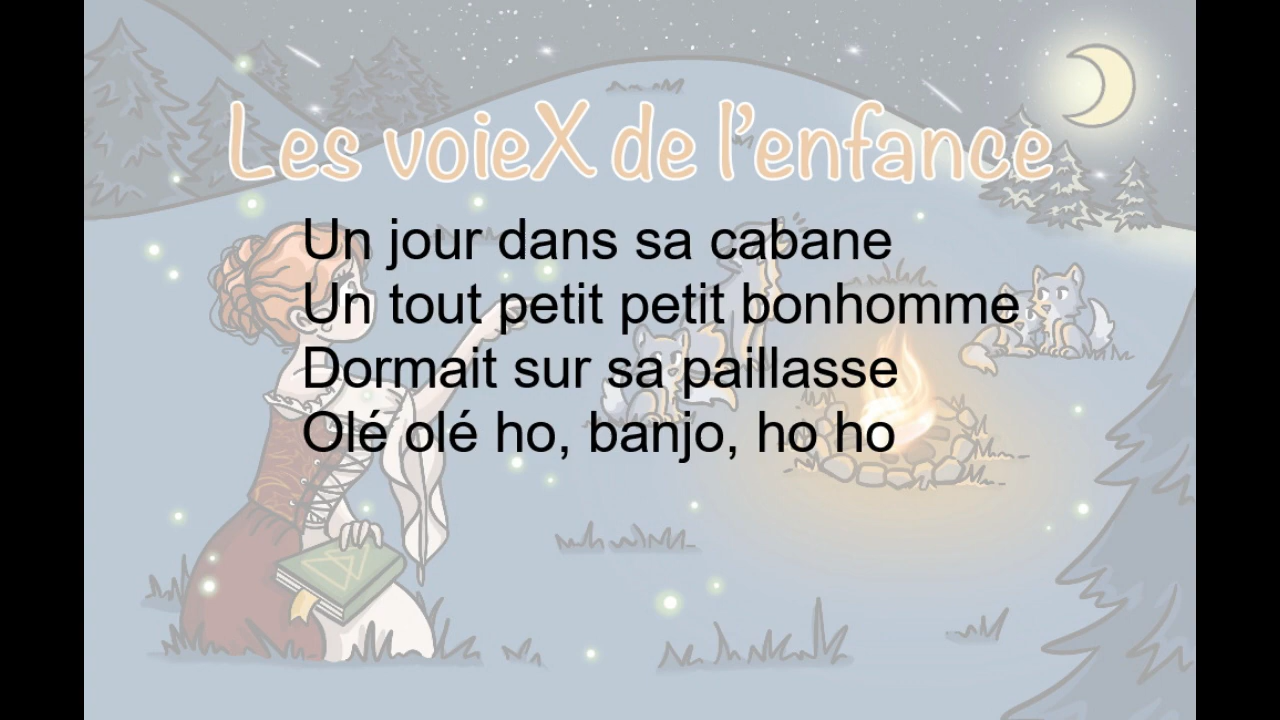 Les voieX de l'enfance
Un jour dans sa cabane
Un tout petit petit bonhomme
Dormait sur sa paillasse
Olé olé ho, banjo, ho ho